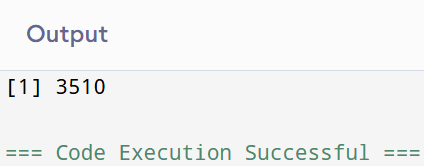 Output
[1] 3510
=== Code Execution Successful ===